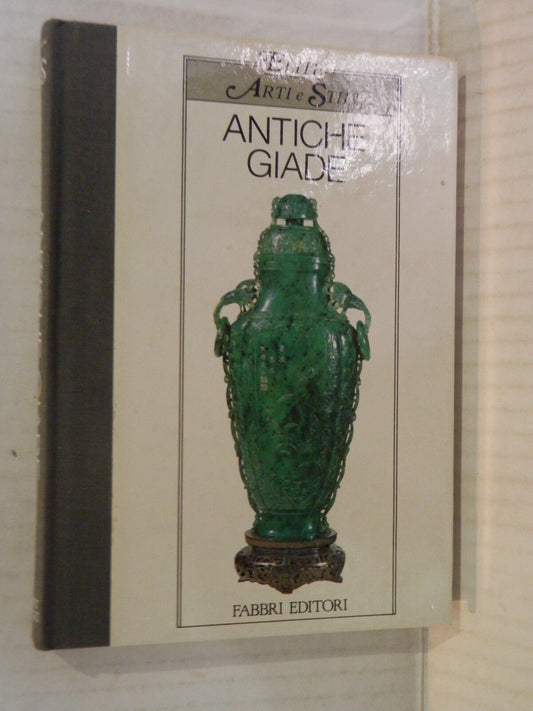 ARTI e STILI
ANTICHE
GIADE
FABBRI EDITORI